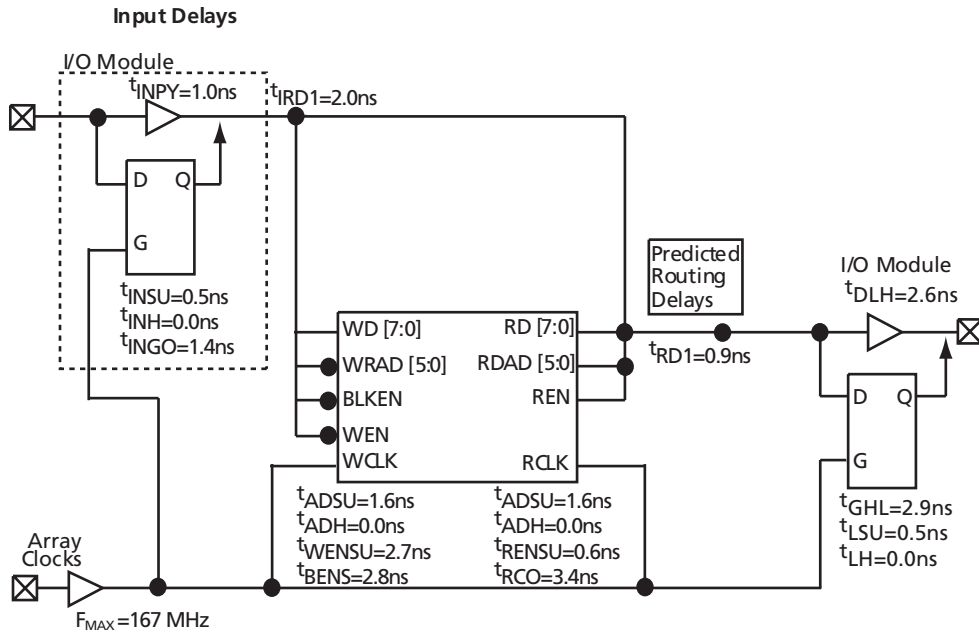 Input Delays
I/O Module
tINPY=1.0ns
tIRD1=2.0ns
D Q
G
tINSU=0.5ns
tINH=0.0ns
tINGO=1.4ns
Predicted
Routing
Delays
I/O Module
tDLH=2.6ns
WD [7:0] RD [7:0]
WRAD [5:0] RDAD [5:0]
BLKEN REN
WEN
WCLK RCLK
tRD1=0.9ns
D Q
G
tADSU=1.6ns
tADH=0.0ns
tWENSU=2.7ns
tBENS=2.8ns
tADSU=1.6ns
tADH=0.0ns
tRENSU=0.6ns
tRCO=3.4ns
tGHL=2.9ns
tLSU=0.5ns
tLH=0.0ns
Array
Clocks
FMAX=167 MHz